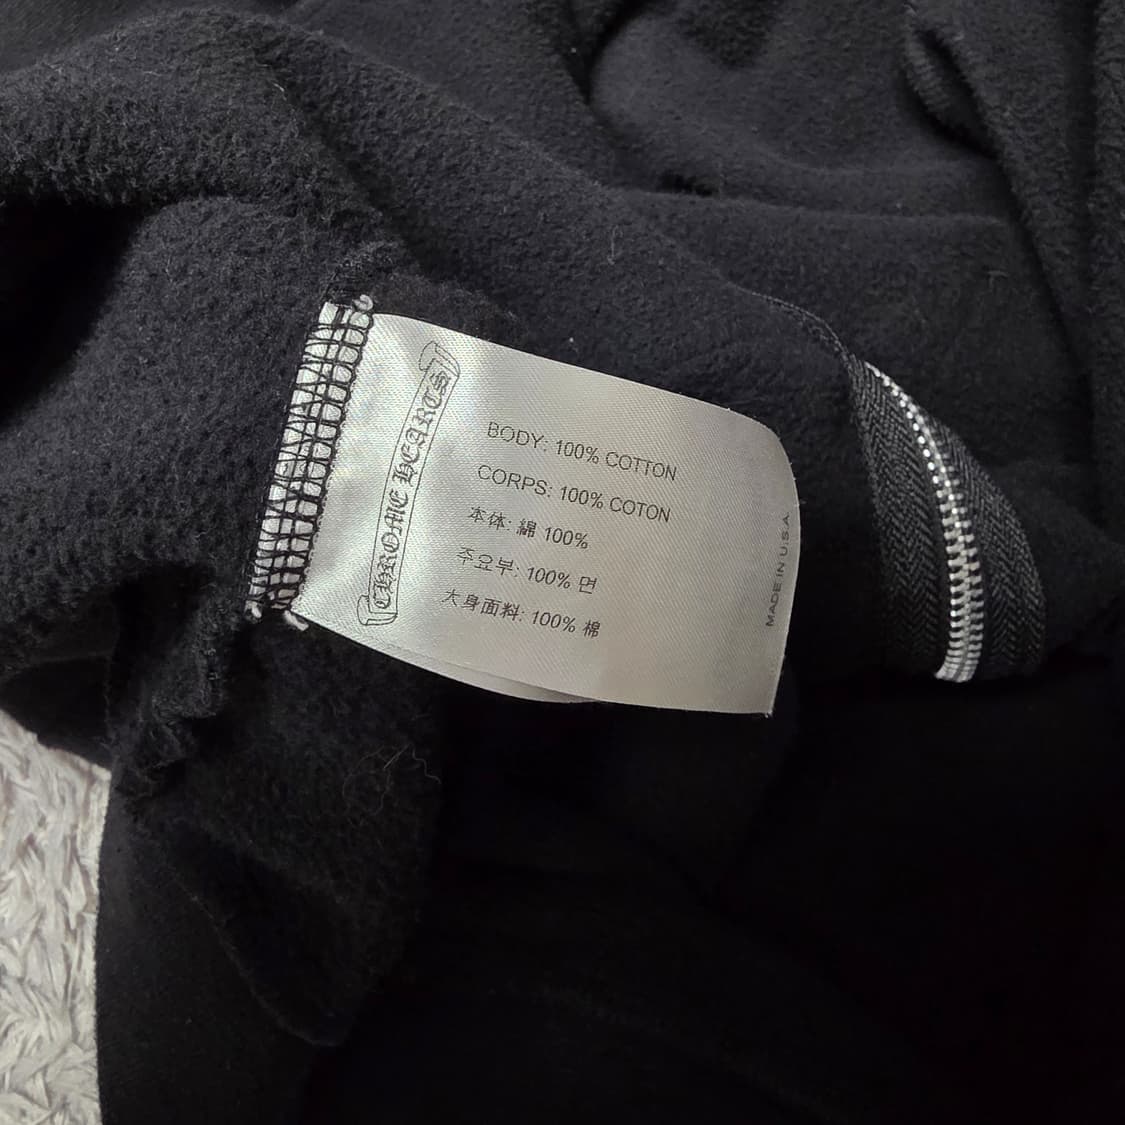 CHROME HEARTS
BODY: 100% COTTON
CORPS: 100% COTON
本体: 綿 100%
주요부: 100% 면
大身面料: 100% 棉
MADE IN U.S.A.